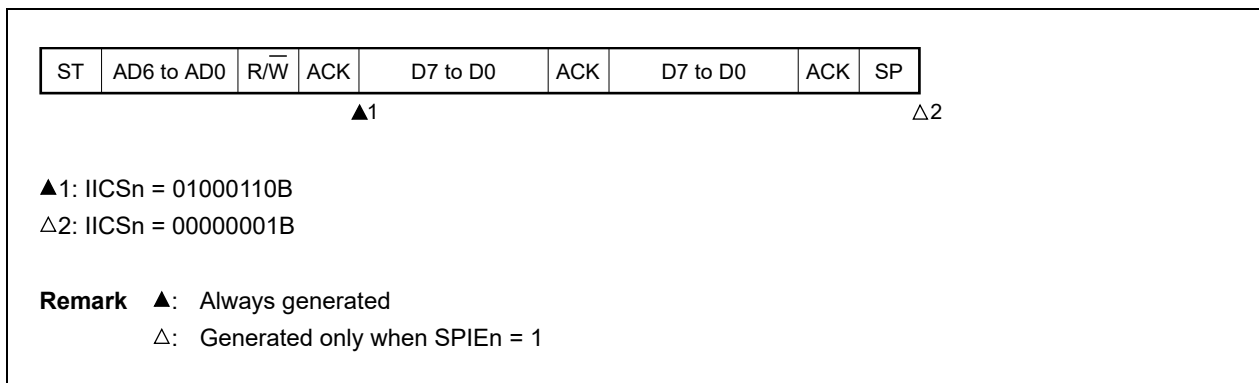 ST AD6 to AD0 R/W̅ ACK D7 to D0 ACK D7 to D0 ACK SP
▲1 △2
▲1: IICSn = 01000110B
△2: IICSn = 00000001B
Remark ▲: Always generated
△: Generated only when SPIEn = 1